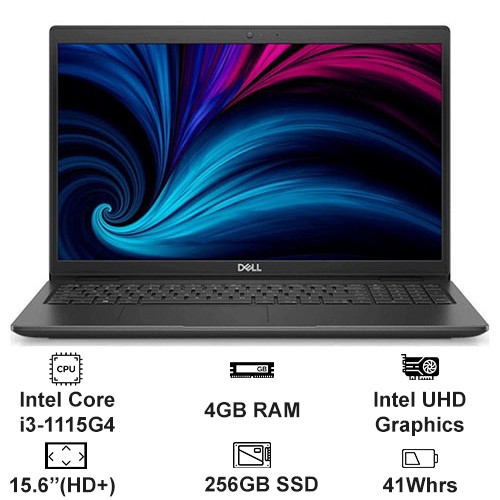 DELL
CPU
GB
Intel Core
i3-1115G4
4GB RAM
Intel UHD
Graphics
15.6”(HD+)
256GB SSD
41Whrs